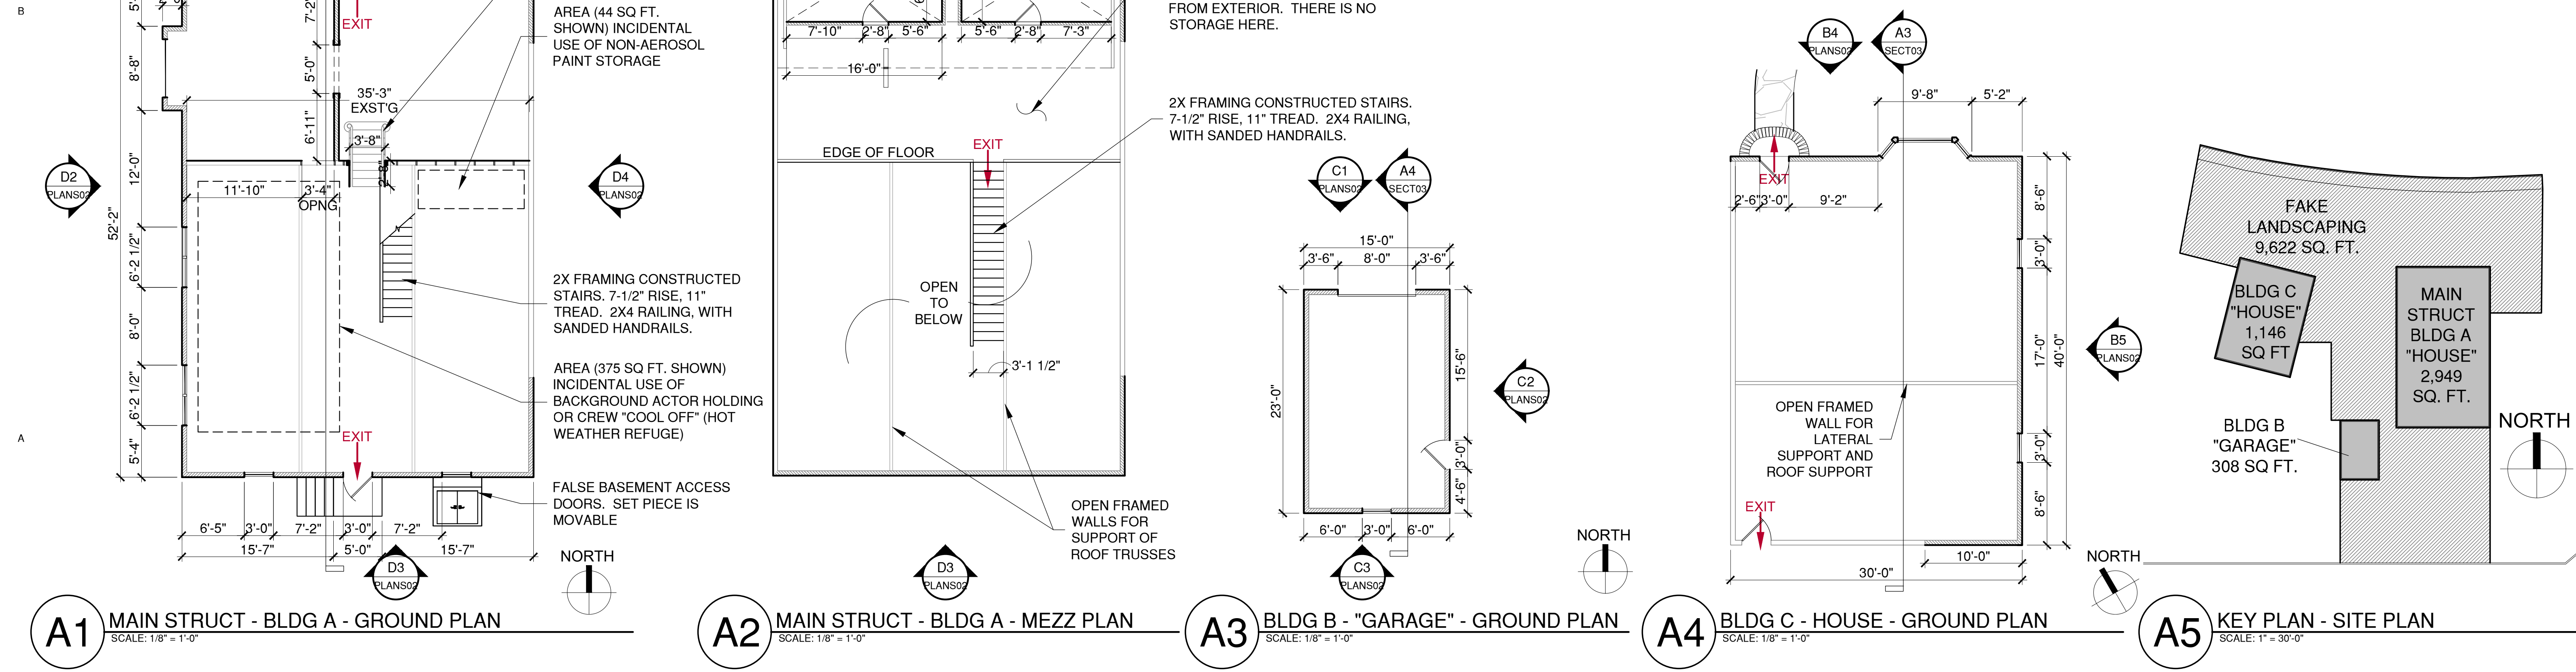 B
A
5'-
8'-8"
12'-0"
52'-2"
6'-2 1/2"
8'-0"
6'-2 1/2"
5'-4"
7'-2"
EXIT
5'-0"
35'-3"
EXST'G
6'-11"
3'-8"
2'-8"
11'-10"
3'-4"
OPNG
D2
PLANS02
D4
PLANS02
AREA (44 SQ FT.
SHOWN) INCIDENTAL
USE OF NON-AEROSOL
PAINT STORAGE
2X FRAMING CONSTRUCTED
STAIRS. 7-1/2" RISE, 11"
TREAD. 2X4 RAILING, WITH
SANDED HANDRAILS.
AREA (375 SQ FT. SHOWN)
INCIDENTAL USE OF
BACKGROUND ACTOR HOLDING
OR CREW "COOL OFF" (HOT
WEATHER REFUGE)
EXIT
FALSE BASEMENT ACCESS
DOORS. SET PIECE IS
MOVABLE
6'-5"
3'-0"
7'-2"
3'-0"
7'-2"
15'-7"
5'-0"
15'-7"
D3
PLANS02
NORTH
A1
MAIN STRUCT - BLDG A - GROUND PLAN
SCALE: 1/8" = 1'-0"
7'-10"
2'-8"
5'-6"
5'-6"
2'-8"
7'-3"
16'-0"
FROM EXTERIOR. THERE IS NO
STORAGE HERE.
2X FRAMING CONSTRUCTED STAIRS.
7-1/2" RISE, 11" TREAD. 2X4 RAILING,
WITH SANDED HANDRAILS.
EDGE OF FLOOR
EXIT
OPEN
TO
BELOW
3'-1 1/2"
OPEN FRAMED
WALLS FOR
SUPPORT OF
ROOF TRUSSES
D3
PLANS02
A2
MAIN STRUCT - BLDG A - MEZZ PLAN
SCALE: 1/8" = 1'-0"
C1
PLANS02
A4
SECT03
15'-0"
3'-6"
8'-0"
3'-6"
23'-0"
15'-6"
3'-0"
4'-6"
C2
PLANS02
6'-0"
3'-0"
6'-0"
C3
PLANS02
NORTH
A3
BLDG B - "GARAGE" - GROUND PLAN
SCALE: 1/8" = 1'-0"
B4
PLANS02
A3
SECT03
9'-8"
5'-2"
EXIT
2'-6"
3'-0"
9'-2"
8'-6"
3'-0"
17'-0"
40'-0"
3'-0"
8'-6"
B5
PLANS02
OPEN FRAMED
WALL FOR
LATERAL
SUPPORT AND
ROOF SUPPORT
EXIT
10'-0"
30'-0"
NORTH
A4
BLDG C - HOUSE - GROUND PLAN
SCALE: 1/8" = 1'-0"
FAKE
LANDSCAPING
9,622 SQ. FT.
BLDG C
"HOUSE"
1,146
SQ FT
MAIN
STRUCT
BLDG A
"HOUSE"
2,949
SQ. FT.
BLDG B
"GARAGE"
308 SQ FT.
NORTH
A5
KEY PLAN - SITE PLAN
SCALE: 1" = 30'-0"